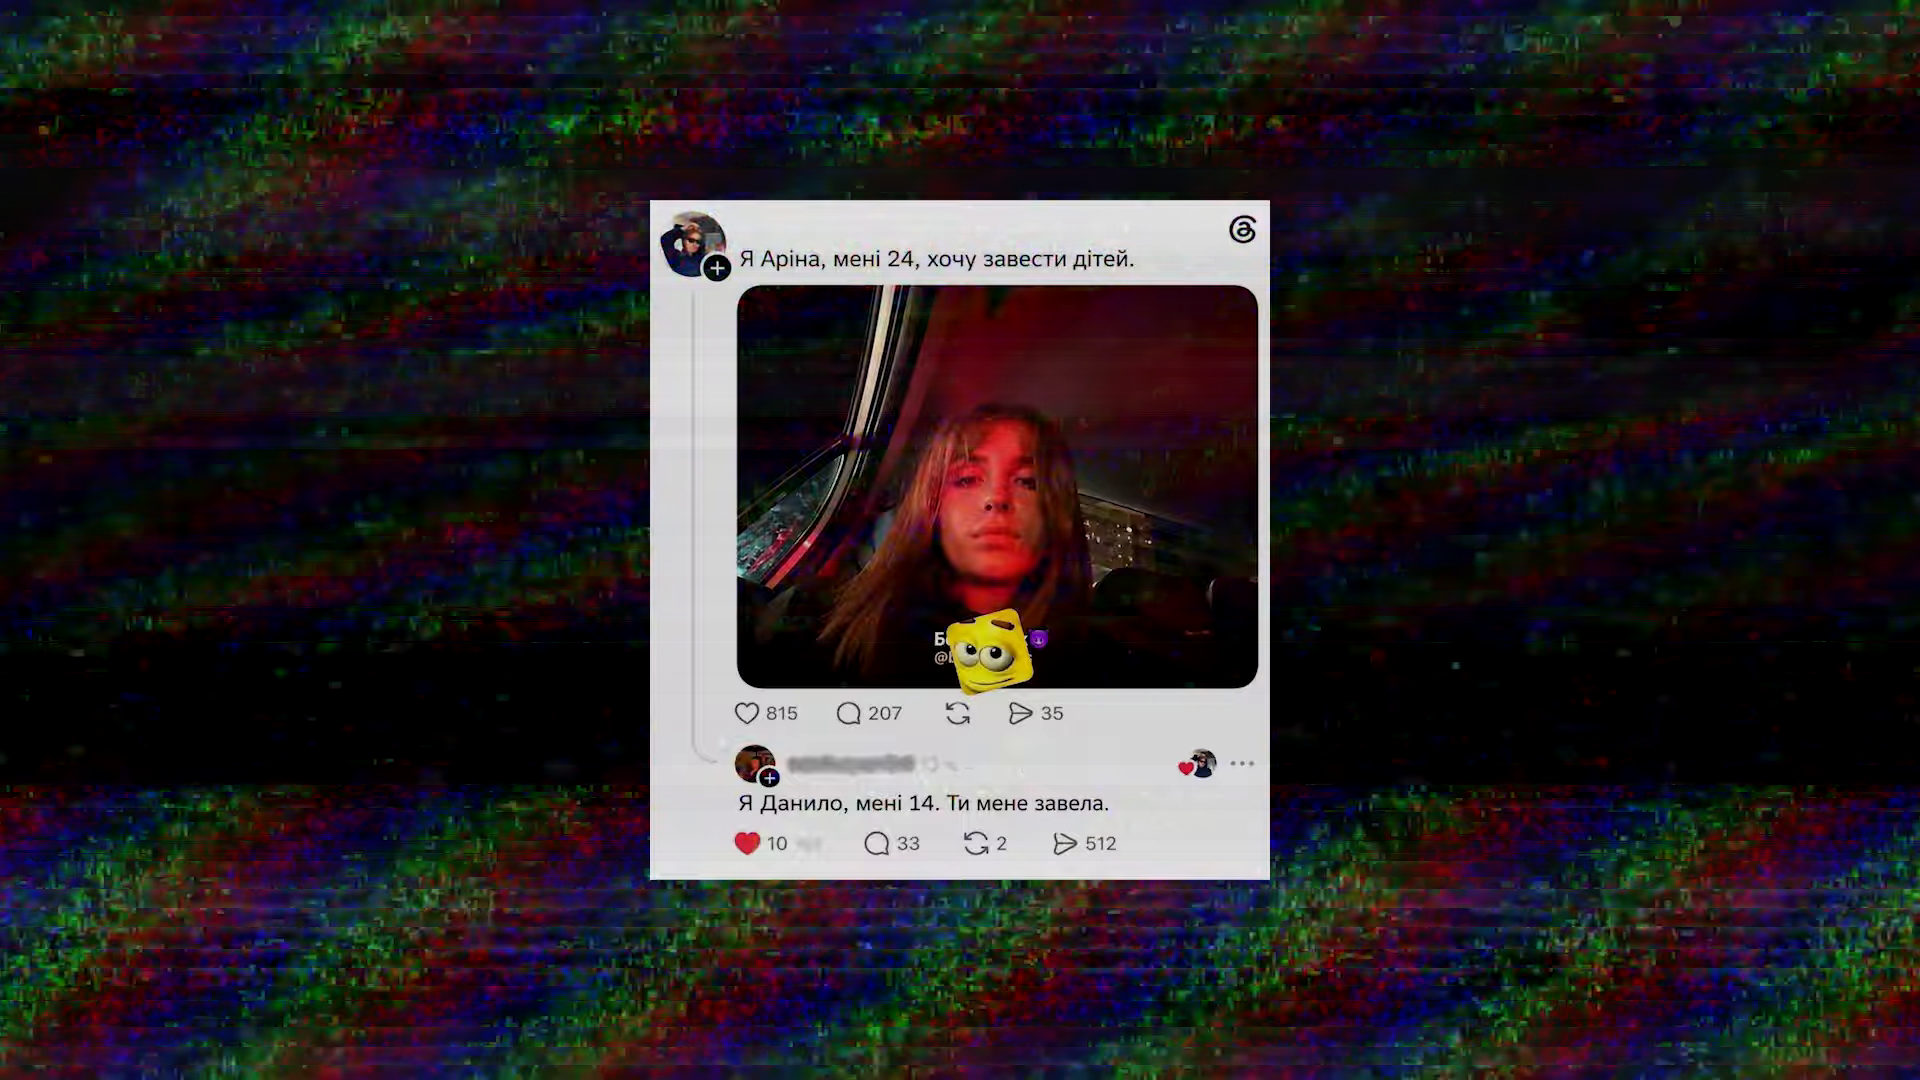 Я Аріна, мені 24, хочу завести дітей.
815 207 35
Я Данило, мені 14. Ти мене завела.
10 33 2 512